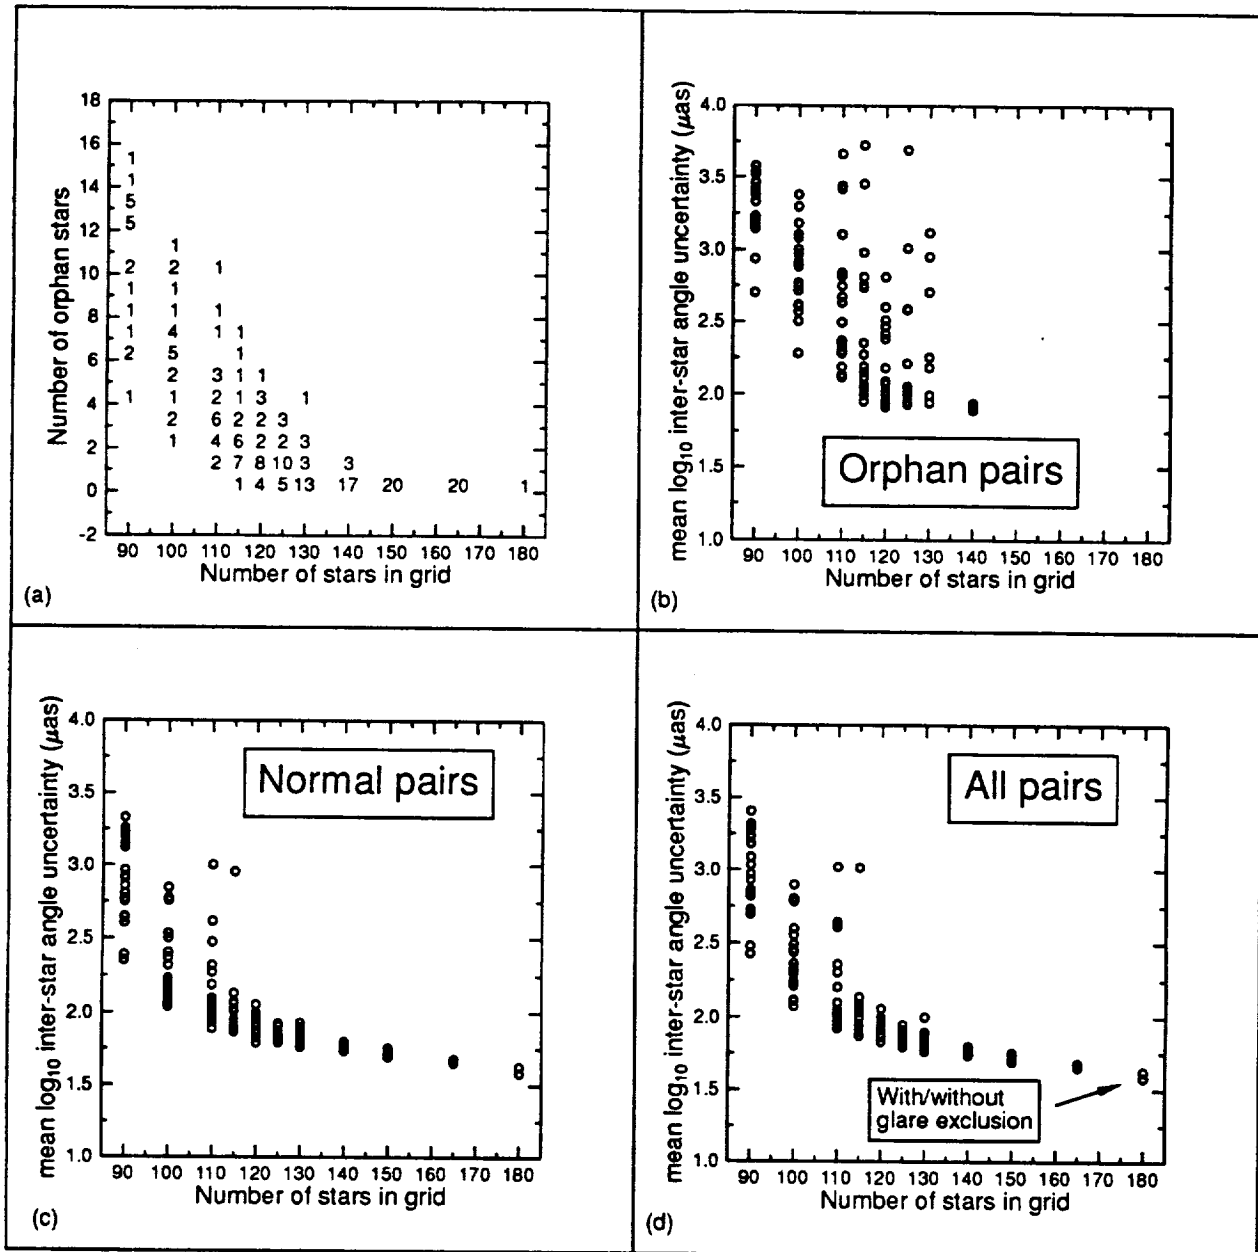 18
16
14
12
10
8
6
4
2
0
-2
Number of orphan stars
1
1
5
5
1
2 2 1
1 1
1 1 1
1 4 1 1
2 5 1
2 3 1 1
1 1 2 1 3 1
2 6 2 2 3
1 4 6 2 2 3
2 7 8 10 3 3
1 4 5 13 17 20 20 1
90 100 110 120 130 140 150 160 170 180
Number of stars in grid
(a)
4.0
3.5
3.0
2.5
2.0
1.5
1.0
mean log10 inter-star angle uncertainty (μas)
Orphan pairs
90 100 110 120 130 140 150 160 170 180
Number of stars in grid
(b)
4.0
3.5
3.0
2.5
2.0
1.5
1.0
mean log10 inter-star angle uncertainty (μas)
Normal pairs
90 100 110 120 130 140 150 160 170 180
Number of stars in grid
(c)
4.0
3.5
3.0
2.5
2.0
1.5
1.0
mean log10 inter-star angle uncertainty (μas)
All pairs
With/without
glare exclusion
90 100 110 120 130 140 150 160 170 180
Number of stars in grid
(d)